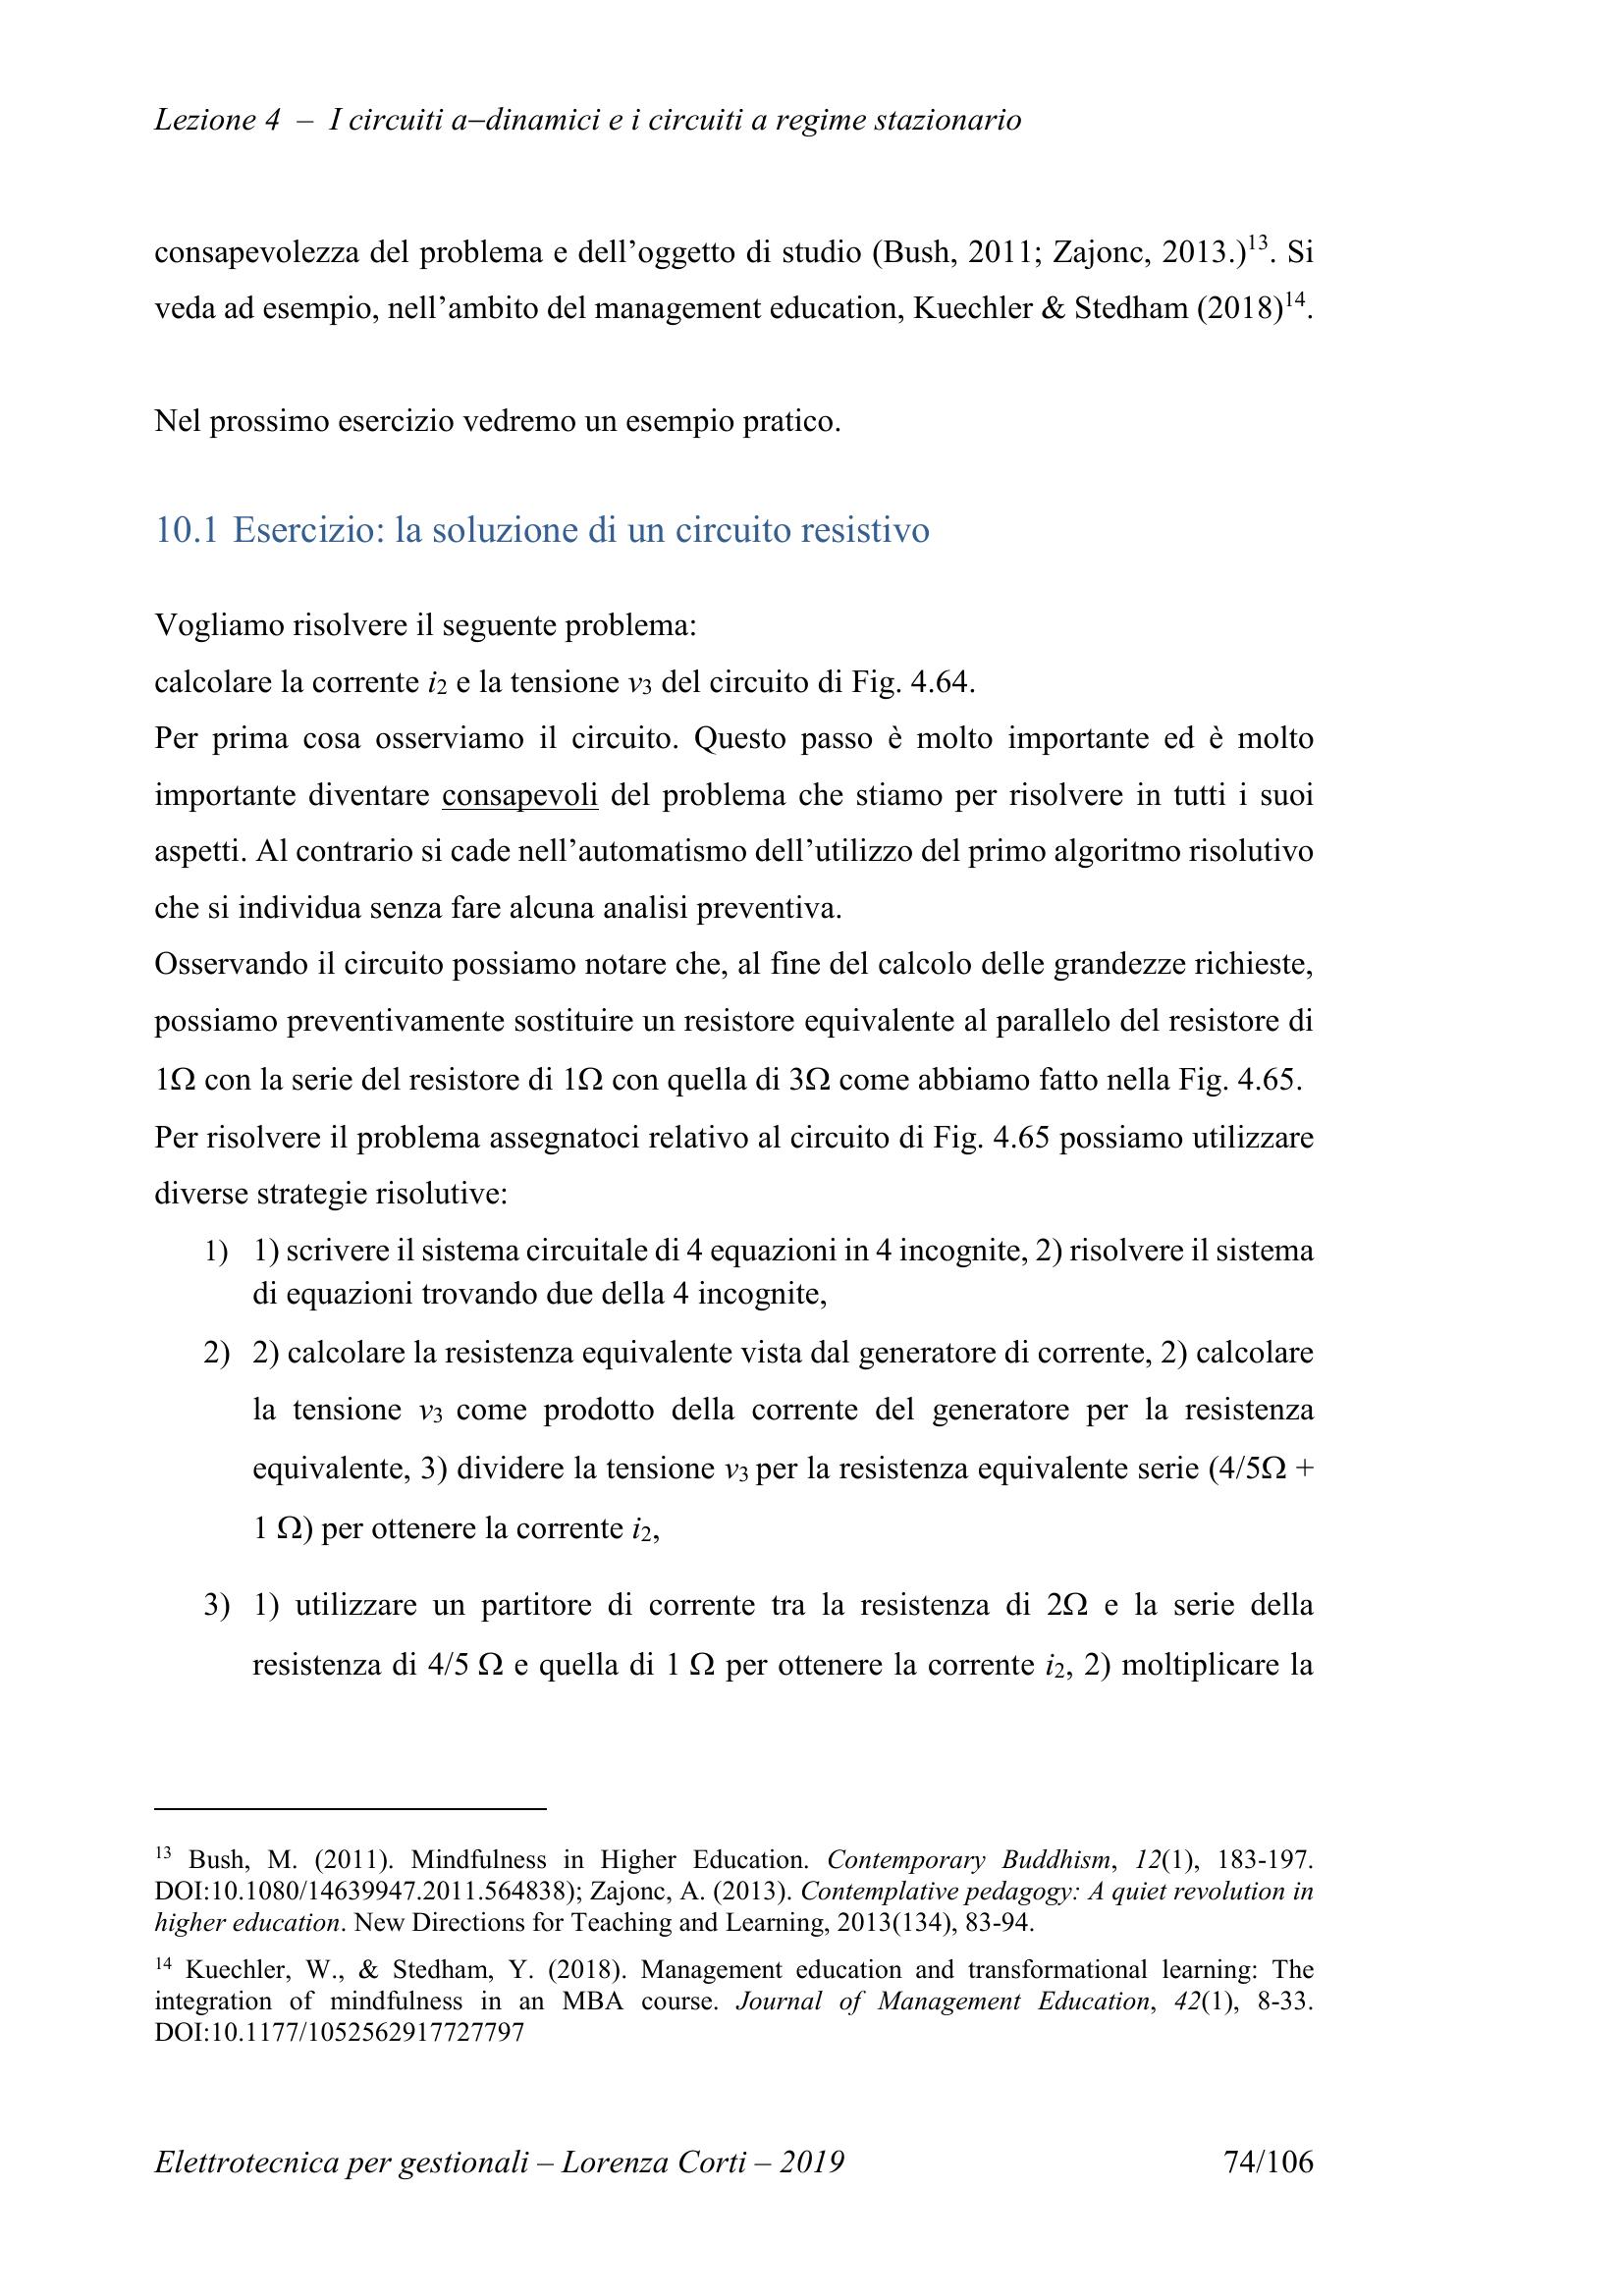 Lezione 4 – I circuiti a–dinamici e i circuiti a regime stazionario
consapevolezza del problema e dell’oggetto di studio (Bush, 2011; Zajonc, 2013.)13. Si
veda ad esempio, nell’ambito del management education, Kuechler & Stedham (2018)14.
Nel prossimo esercizio vedremo un esempio pratico.
10.1 Esercizio: la soluzione di un circuito resistivo
Vogliamo risolvere il seguente problema:
calcolare la corrente i2 e la tensione v3 del circuito di Fig. 4.64.
Per prima cosa osserviamo il circuito. Questo passo è molto importante ed è molto
importante diventare consapevoli del problema che stiamo per risolvere in tutti i suoi
aspetti. Al contrario si cade nell’automatismo dell’utilizzo del primo algoritmo risolutivo
che si individua senza fare alcuna analisi preventiva.
Osservando il circuito possiamo notare che, al fine del calcolo delle grandezze richieste,
possiamo preventivamente sostituire un resistore equivalente al parallelo del resistore di
1Ω con la serie del resistore di 1Ω con quella di 3Ω come abbiamo fatto nella Fig. 4.65.
Per risolvere il problema assegnatoci relativo al circuito di Fig. 4.65 possiamo utilizzare
diverse strategie risolutive:
1) 1) scrivere il sistema circuitale di 4 equazioni in 4 incognite, 2) risolvere il sistema
di equazioni trovando due della 4 incognite,
2) 2) calcolare la resistenza equivalente vista dal generatore di corrente, 2) calcolare
la tensione v3 come prodotto della corrente del generatore per la resistenza
equivalente, 3) dividere la tensione v3 per la resistenza equivalente serie (4/5Ω +
1 Ω) per ottenere la corrente i2,
3) 1) utilizzare un partitore di corrente tra la resistenza di 2Ω e la serie della
resistenza di 4/5 Ω e quella di 1 Ω per ottenere la corrente i2, 2) moltiplicare la
13 Bush, M. (2011). Mindfulness in Higher Education. Contemporary Buddhism, 12(1), 183-197.
DOI:10.1080/14639947.2011.564838); Zajonc, A. (2013). Contemplative pedagogy: A quiet revolution in
higher education. New Directions for Teaching and Learning, 2013(134), 83-94.
14 Kuechler, W., & Stedham, Y. (2018). Management education and transformational learning: The
integration of mindfulness in an MBA course. Journal of Management Education, 42(1), 8-33.
DOI:10.1177/1052562917727797
Elettrotecnica per gestionali – Lorenza Corti – 2019 74/106